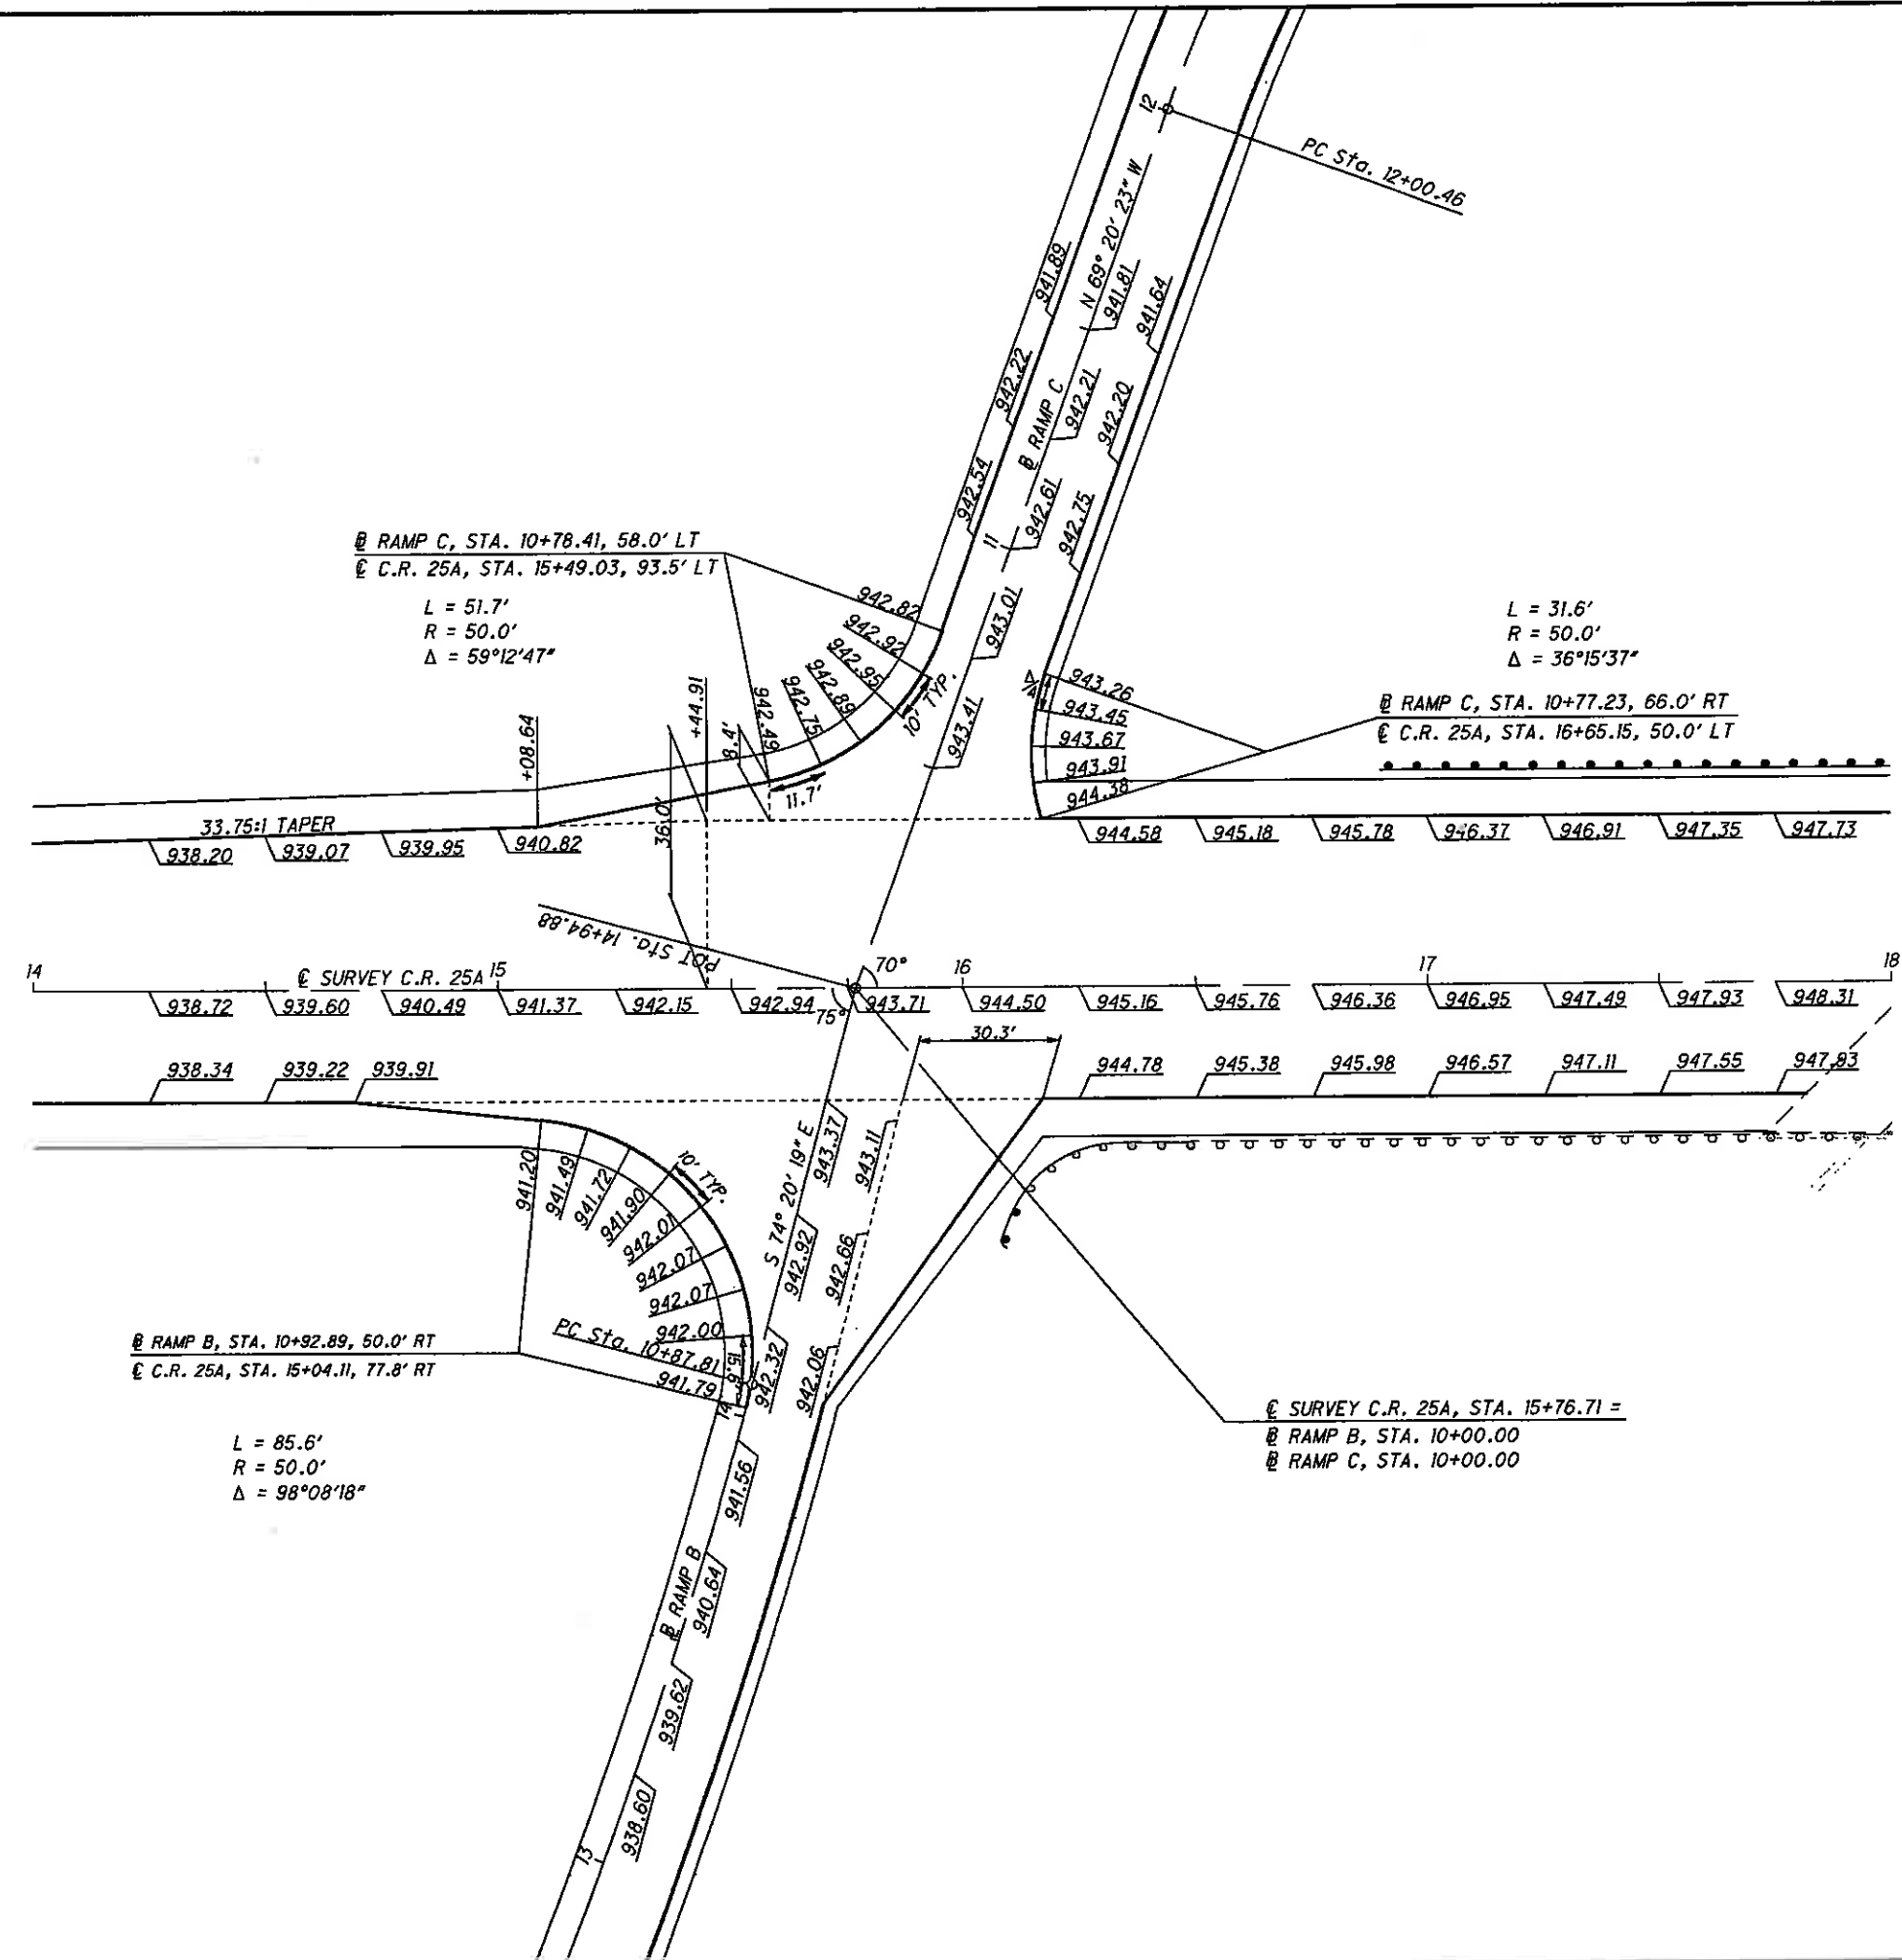 12
PC Sta. 12+00.46
N 69° 20' 23" W
941.89
941.81
941.64
942.22
℄ RAMP C
942.21
942.20
942.54
942.61
942.75
11
℄ RAMP C, STA. 10+78.41, 58.0' LT
℄ C.R. 25A, STA. 15+49.03, 93.5' LT
L = 51.7'
R = 50.0'
Δ = 59°12'47"
942.82
942.92
942.95
942.89
942.75
942.49
10' TYP.
11.7'
8.4'
+44.91
+08.64
36.0'
943.01
943.41
L = 31.6'
R = 50.0'
Δ = 36°15'37"
℄ RAMP C, STA. 10+77.23, 66.0' RT
℄ C.R. 25A, STA. 16+65.15, 50.0' LT
Δ/4
943.26
943.45
943.67
943.91
944.38
33.75:1 TAPER
938.20 939.07 939.95 940.82
944.58 945.18 945.78 946.37 946.91 947.35 947.73
POT Sta. 14+94.88
70°
75°
14 ℄ SURVEY C.R. 25A 15 16 17 18
938.72 939.60 940.49 941.37 942.15 942.94 943.71 944.50 945.16 945.76 946.36 946.95 947.49 947.93 948.31
30.3'
938.34 939.22 939.91
944.78 945.38 945.98 946.57 947.11 947.55 947.83
S 74° 20' 19" E
943.37
943.11
942.92
942.66
942.32
942.06
941.20
941.49
941.72
941.90
942.01
942.07
942.07
942.00
941.79
10' TYP.
15.6'
PC Sta. 10+87.81
14
℄ RAMP B, STA. 10+92.89, 50.0' RT
℄ C.R. 25A, STA. 15+04.11, 77.8' RT
L = 85.6'
R = 50.0'
Δ = 98°08'18"
℄ SURVEY C.R. 25A, STA. 15+76.71 =
℄ RAMP B, STA. 10+00.00
℄ RAMP C, STA. 10+00.00
941.56
℄ RAMP B
940.64
939.62
938.60
13